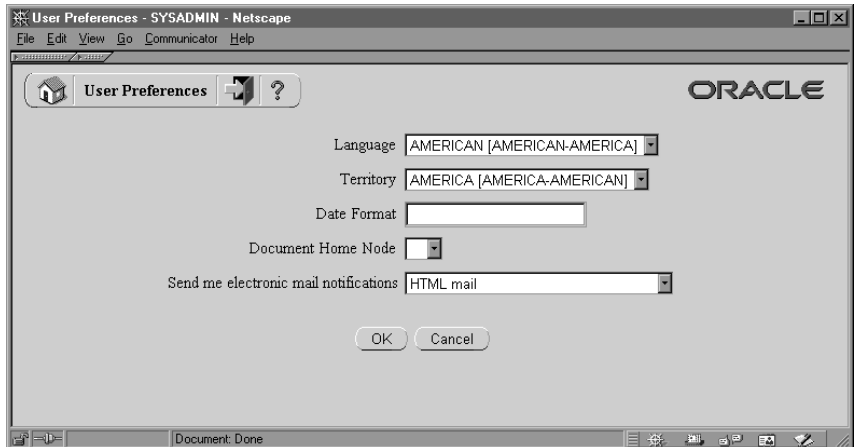 User Preferences - SYSADMIN - Netscape
File Edit View Go Communicator Help
User Preferences ?
ORACLE
Language AMERICAN [AMERICAN-AMERICA]
Territory AMERICA [AMERICA-AMERICAN]
Date Format
Document Home Node
Send me electronic mail notifications HTML mail
OK Cancel
Document: Done